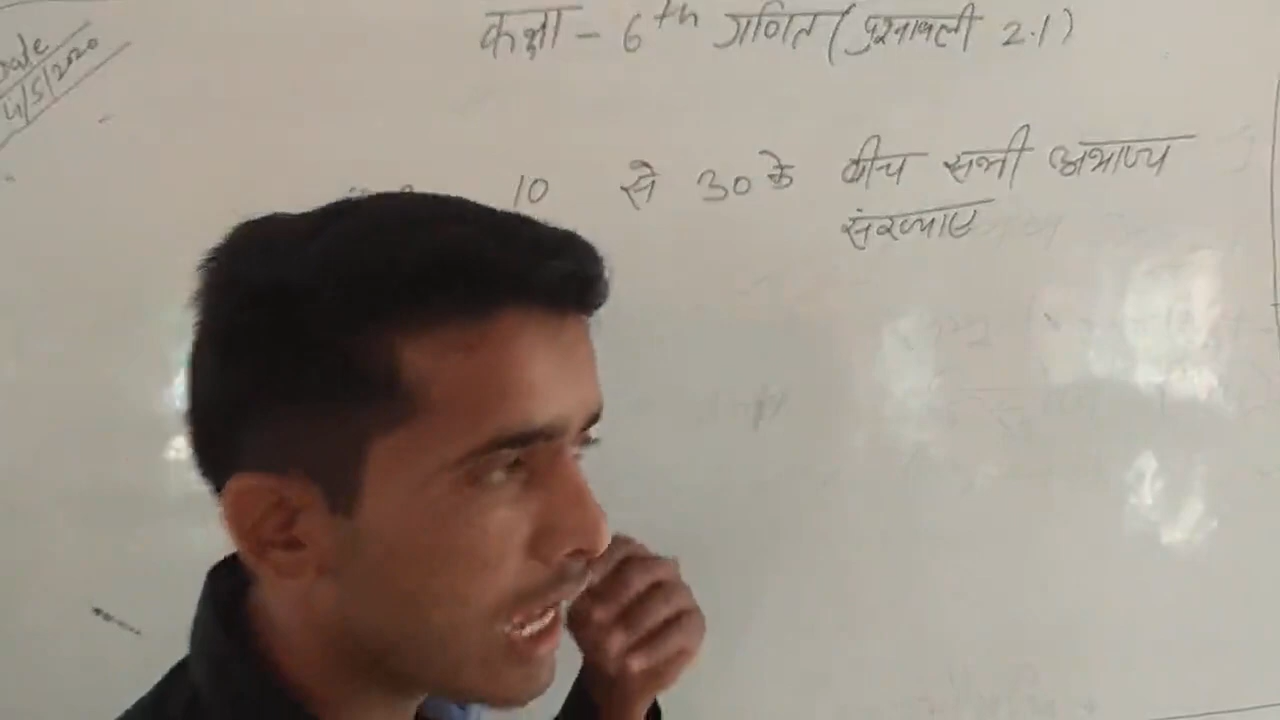 Date
4/5/2020
कक्षा - 6th गणित (प्रश्नावली 2.1)
10 से 30 के बीच सभी अभाज्य
संख्याए